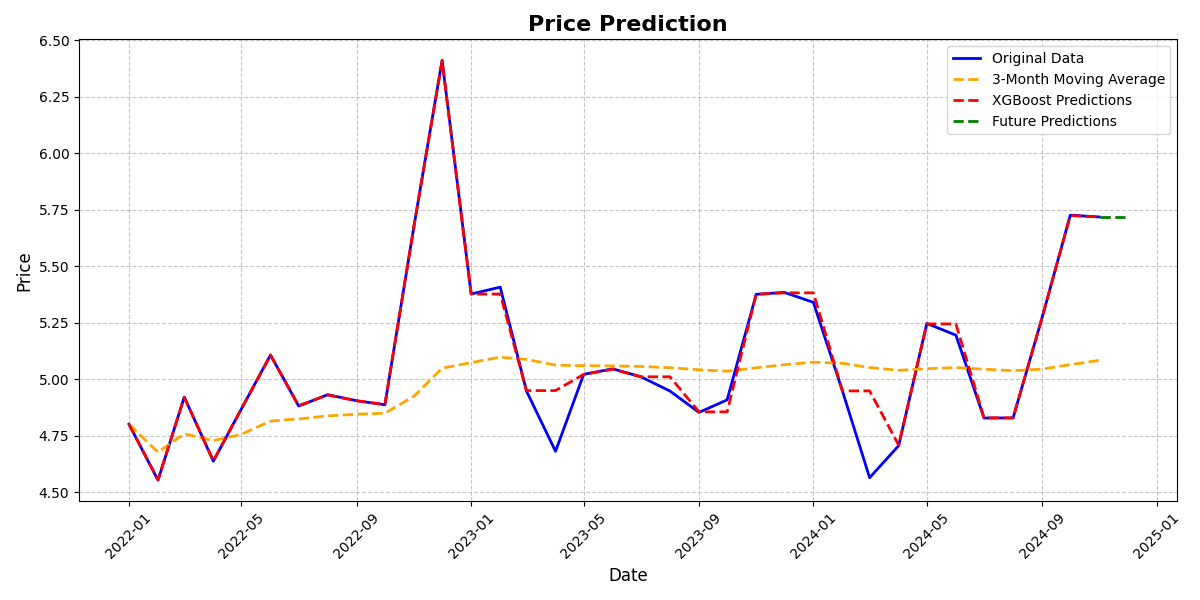 Price Prediction
Original Data
3-Month Moving Average
XGBoost Predictions
Future Predictions
Price
6.50
6.25
6.00
5.75
5.50
5.25
5.00
4.75
4.50
2022-01
2022-05
2022-09
2023-01
2023-05
2023-09
2024-01
2024-05
2024-09
2025-01
Date